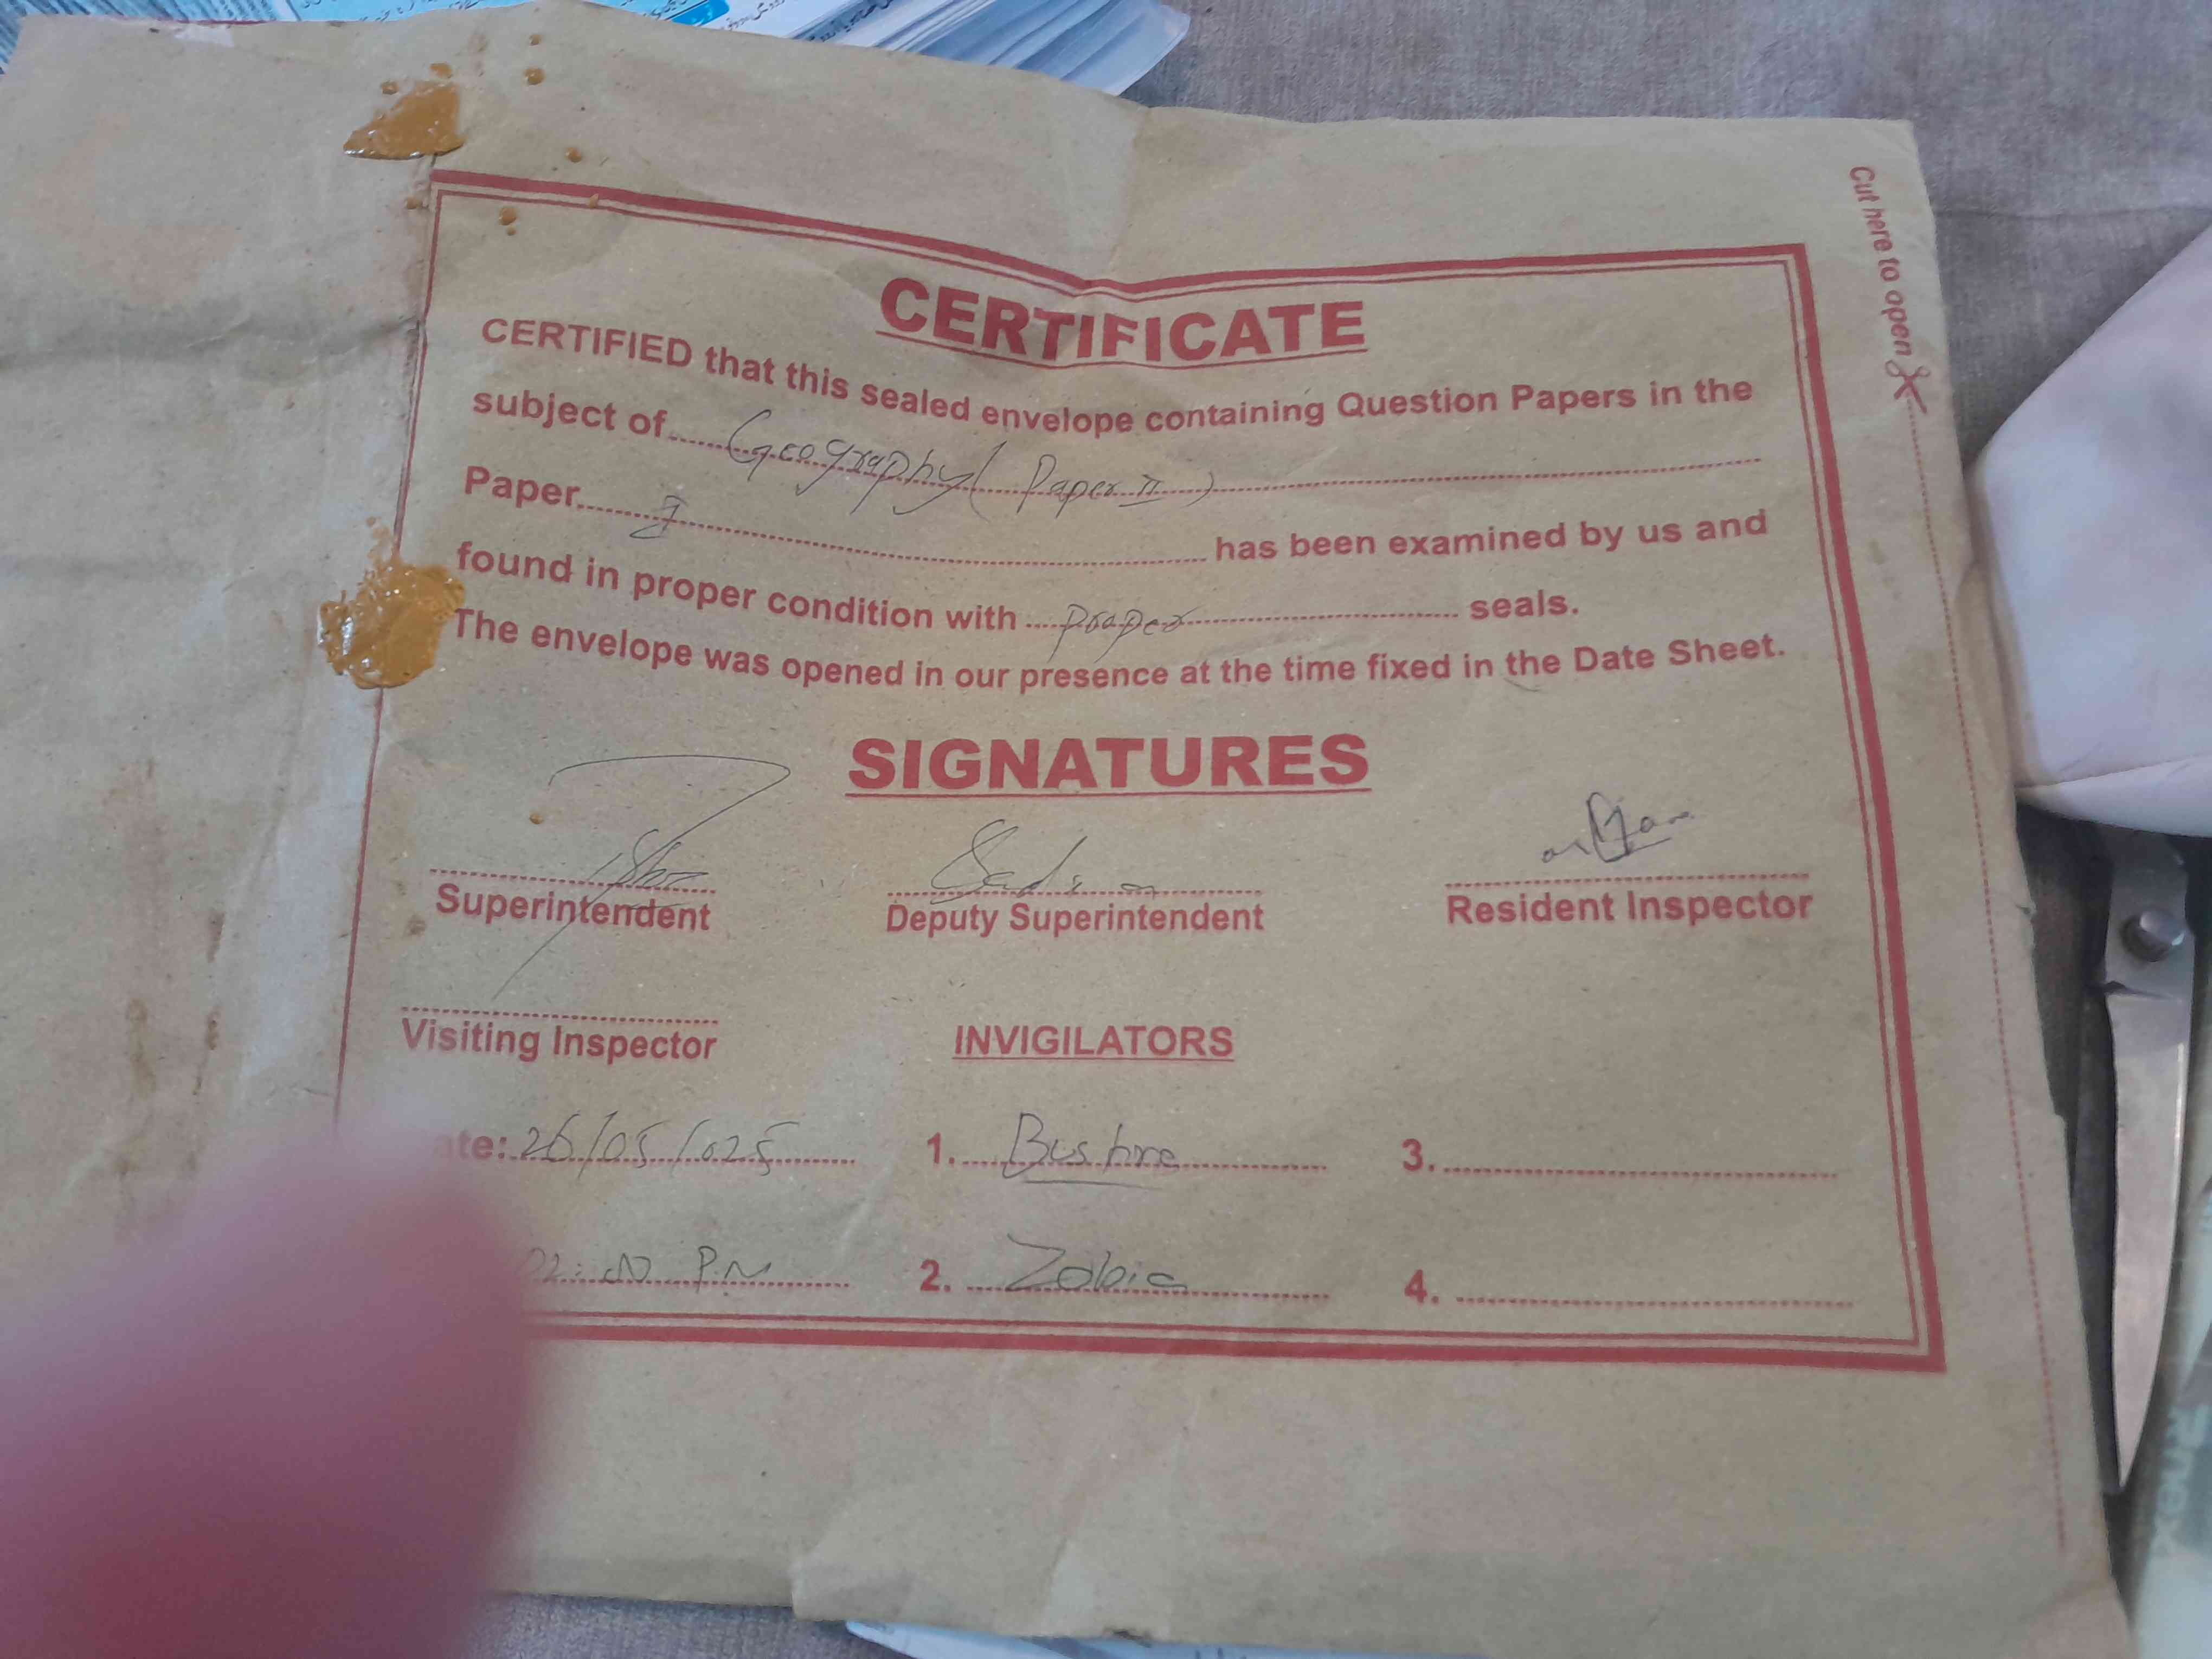 Cut here to open
CERTIFICATE
CERTIFIED that this sealed envelope containing Question Papers in the
subject of Geography ( Paper II )
Paper I has been examined by us and
found in proper condition with proper seals.
The envelope was opened in our presence at the time fixed in the Date Sheet.
SIGNATURES
Superintendent Deputy Superintendent Resident Inspector
Visiting Inspector INVIGILATORS
ate: 26/05/025 1. Bushra 3.
P.M 2. Zobia 4.